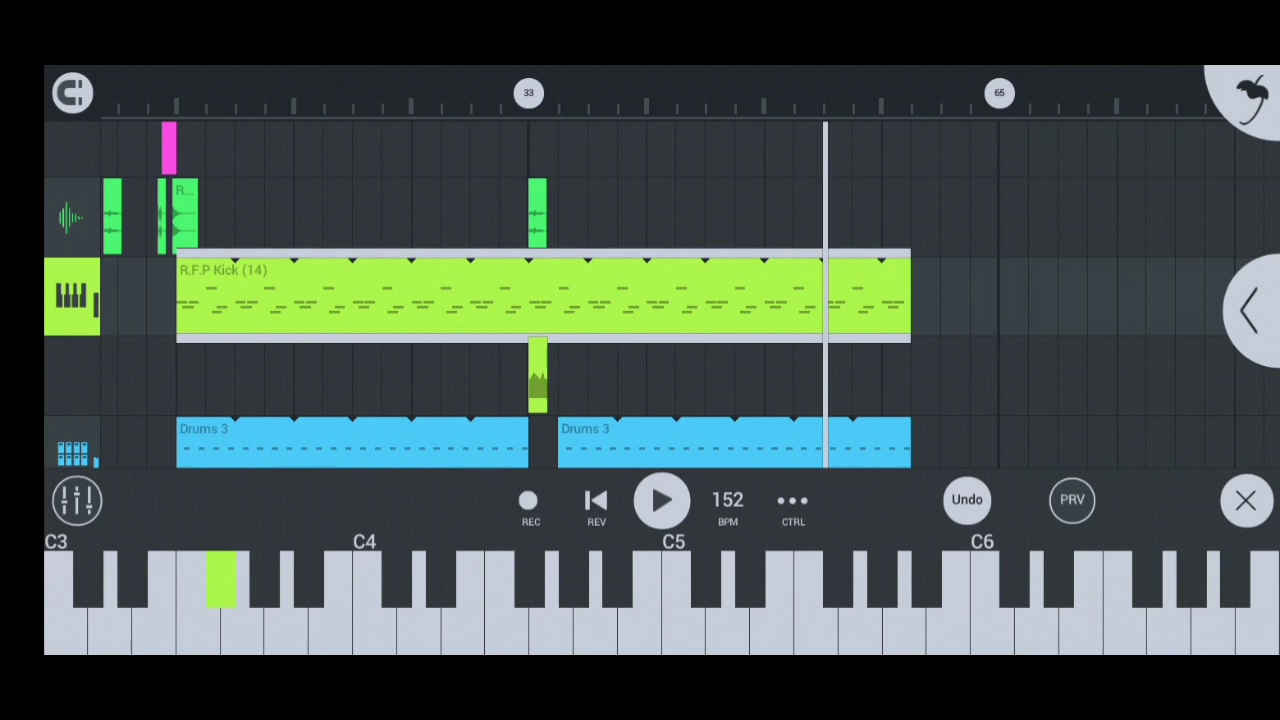 33
65
R...
R.F.P Kick (14)
Drums 3
Drums 3
152
Undo
PRV
REC
REV
BPM
CTRL
C3
C4
C5
C6